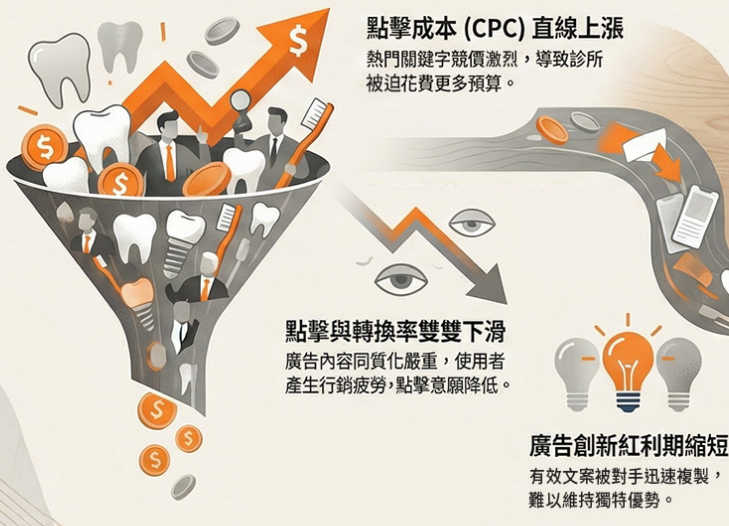 點擊成本 (CPC) 直線上漲
熱門關鍵字競價激烈，導致診所
被迫花費更多預算。
點擊與轉換率雙雙下滑
廣告內容同質化嚴重，使用者
產生行銷疲勞，點擊意願降低。
廣告創新紅利期縮短
有效文案被對手迅速複製，
難以維持獨特優勢。